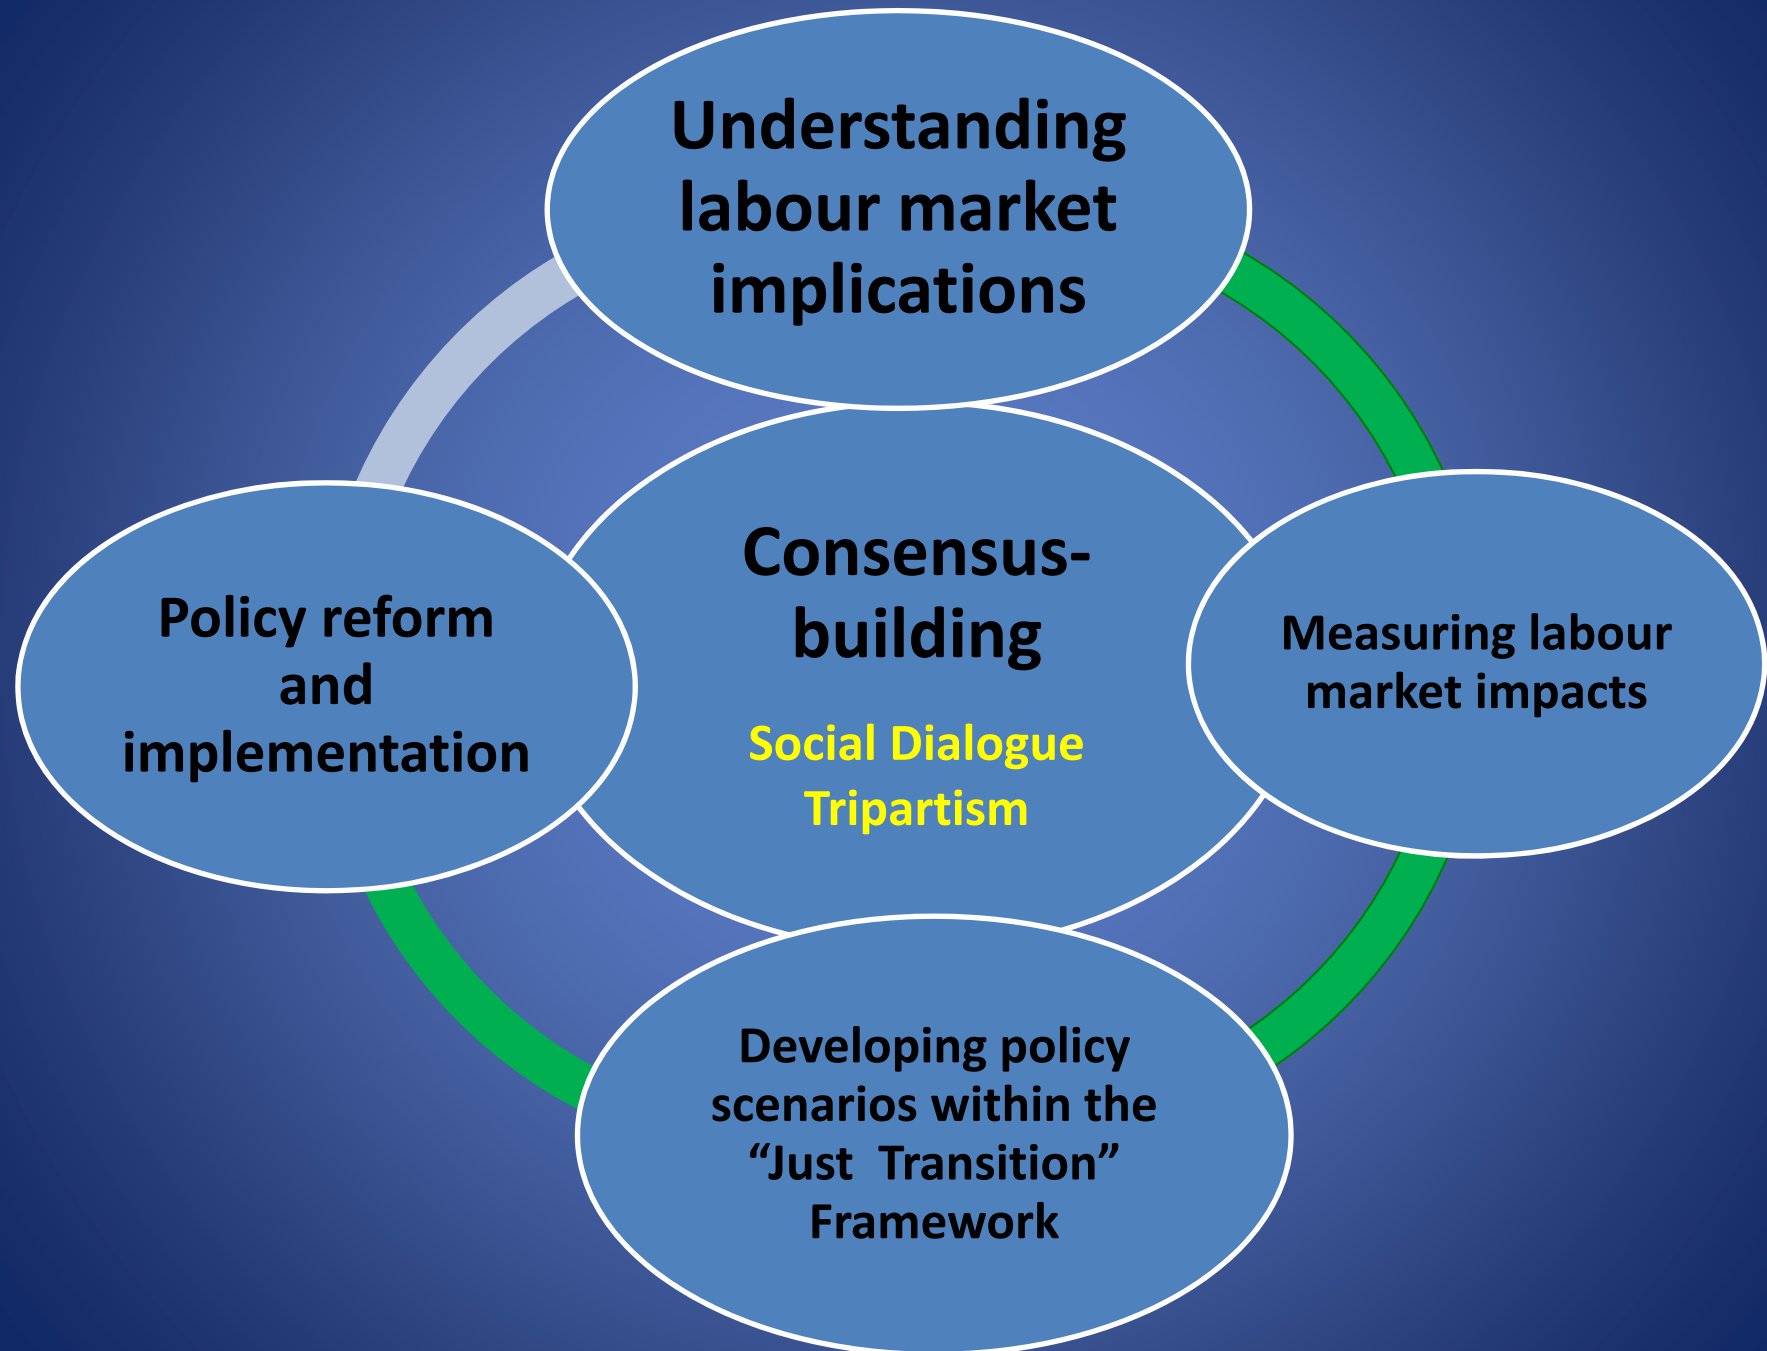 Understanding
labour market
implications
Policy reform
and
implementation
Consensus-
building
Social Dialogue
Tripartism
Measuring labour
market impacts
Developing policy
scenarios within the
“Just  Transition”
Framework